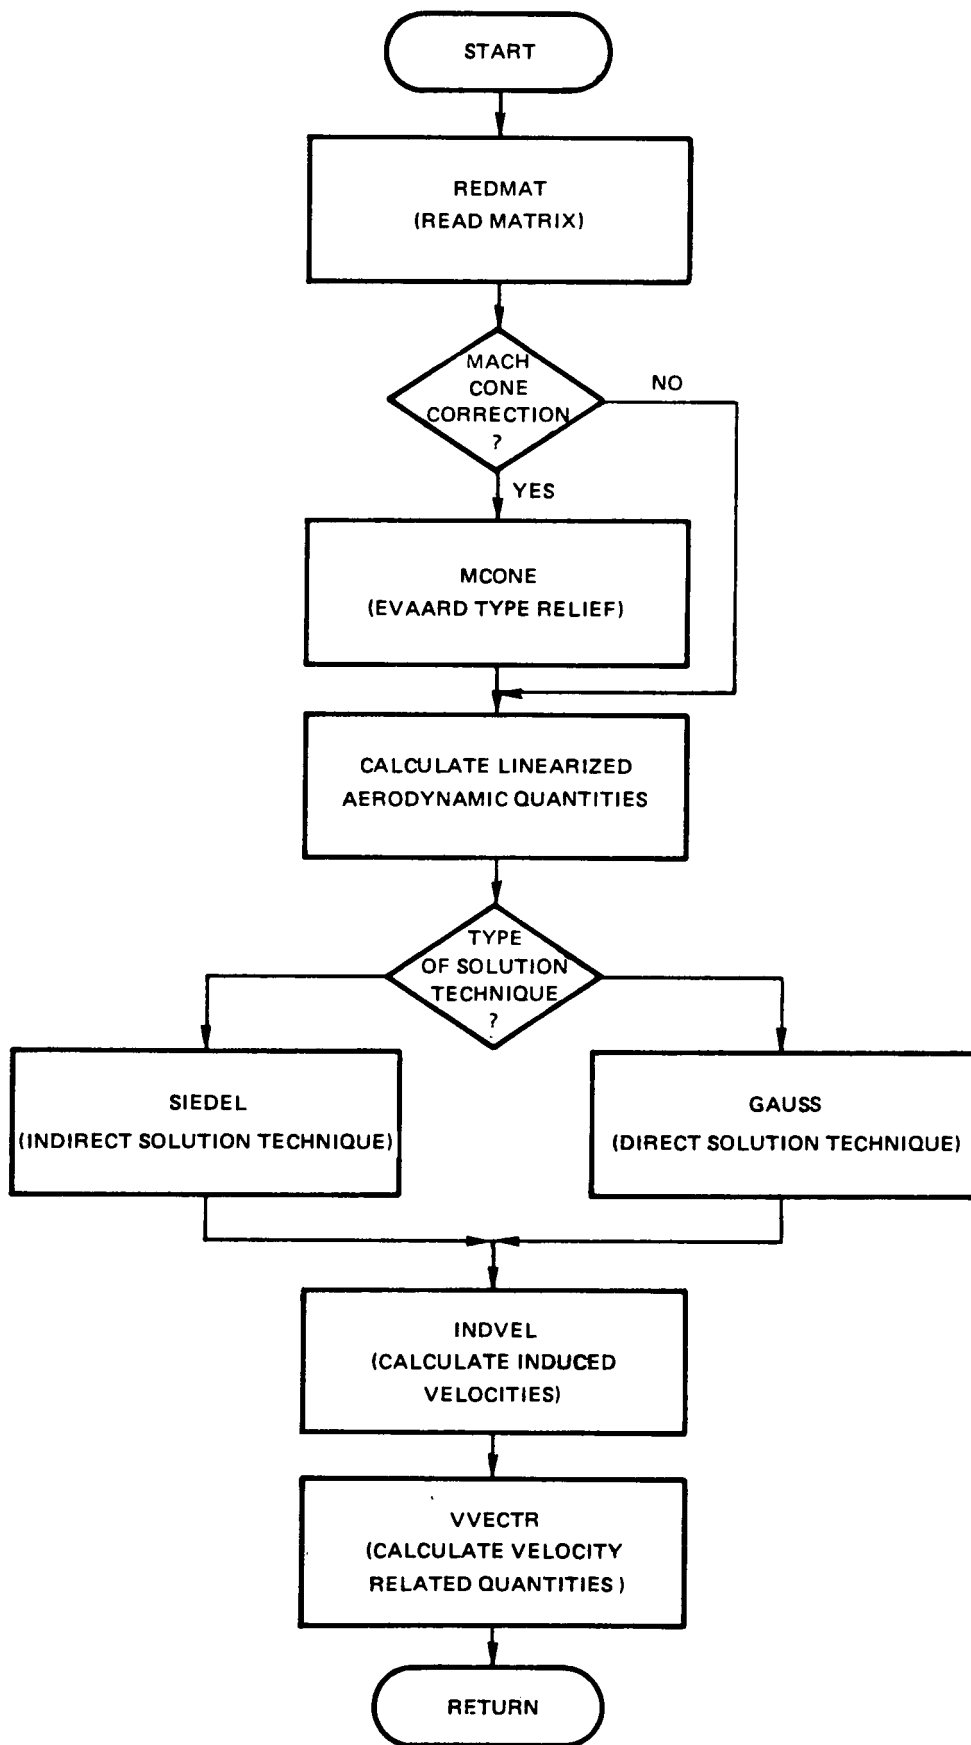 START
REDMAT
(READ MATRIX)
MACH
CONE
CORRECTION
?
NO
YES
MCONE
(EVAARD TYPE RELIEF)
CALCULATE LINEARIZED
AERODYNAMIC QUANTITIES
TYPE
OF SOLUTION
TECHNIQUE
?
SIEDEL
(INDIRECT SOLUTION TECHNIQUE)
GAUSS
(DIRECT SOLUTION TECHNIQUE)
INDVEL
(CALCULATE INDUCED
VELOCITIES)
VVECTR
(CALCULATE VELOCITY
RELATED QUANTITIES)
RETURN